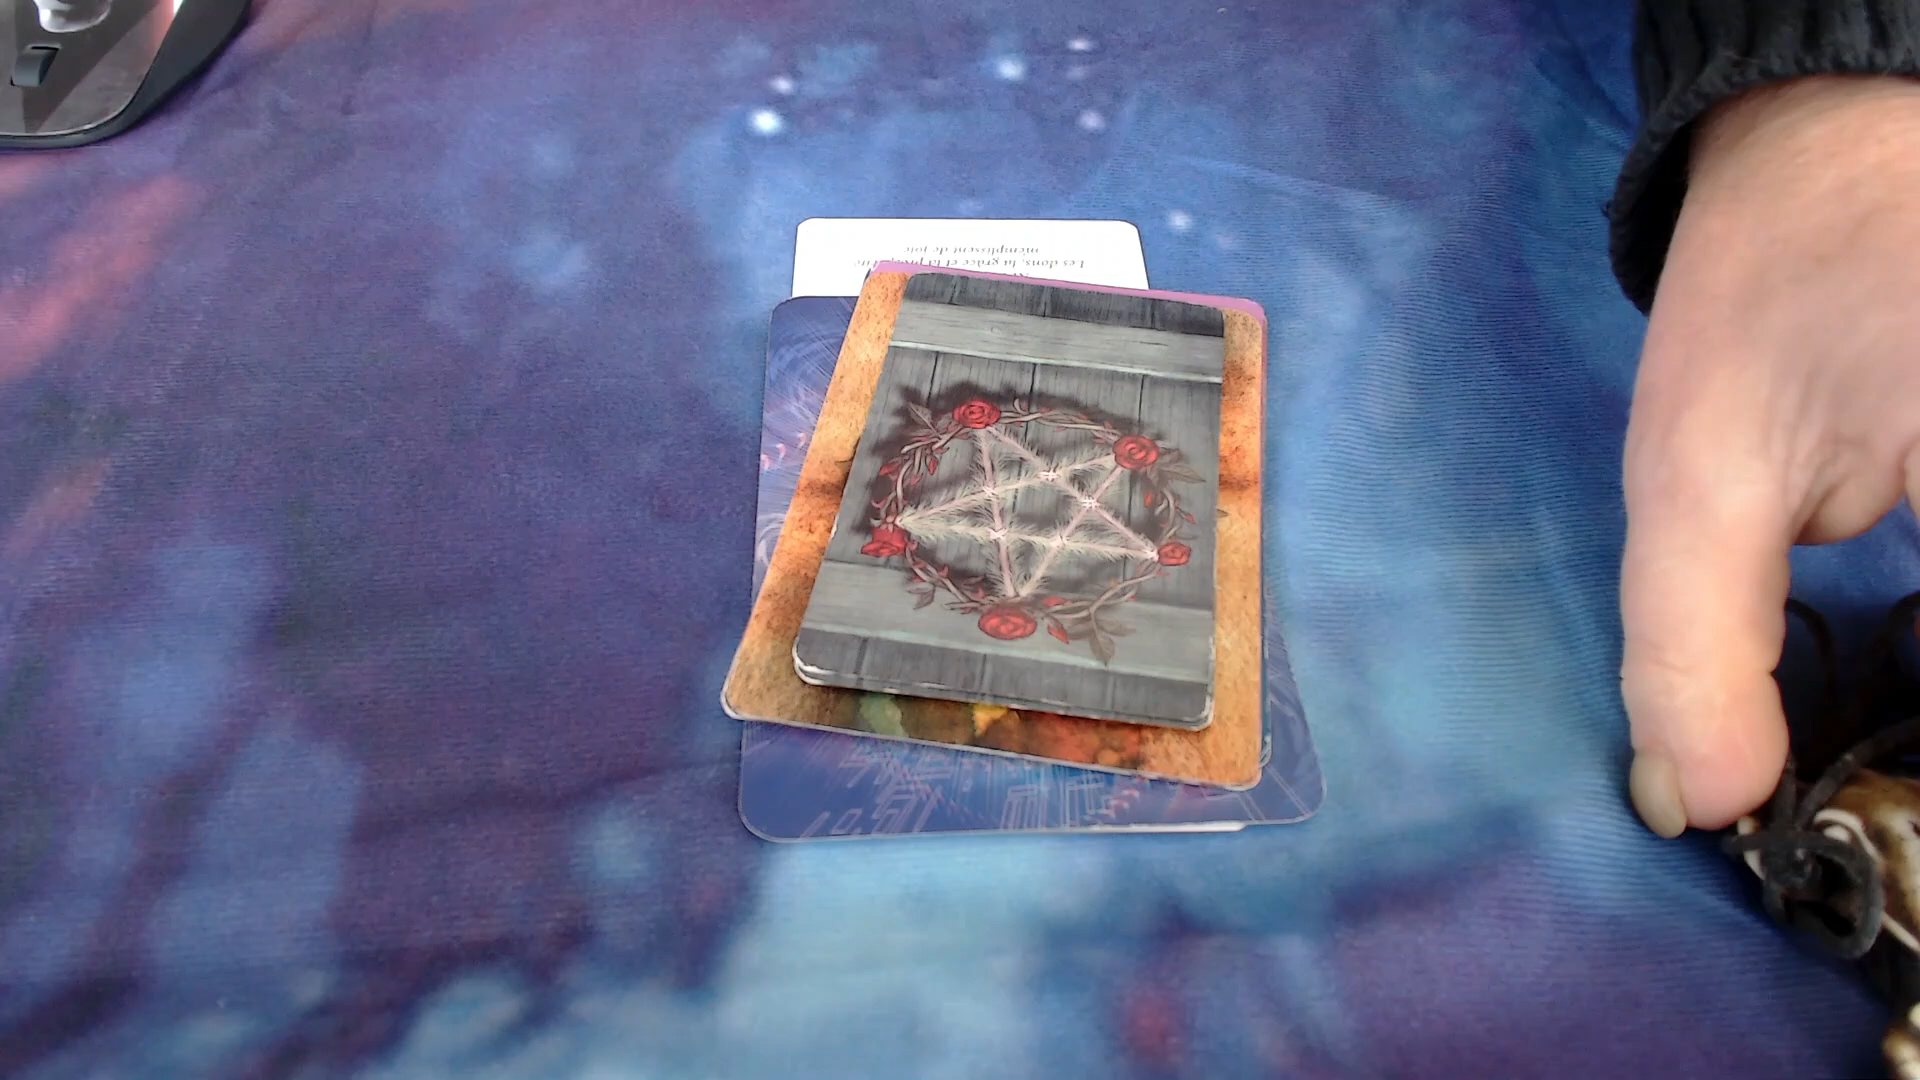 Les dons, la grâce et la
m'emplissent de joie